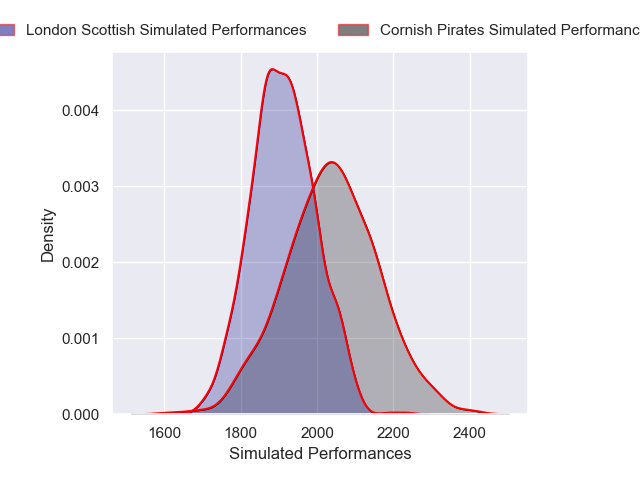 London Scottish Simulated Performances
Cornish Pirates Simulated Performanc
0.004
0.003
0.002
0.001
0.000
Density
1600 1800 2000 2200 2400
Simulated Performances